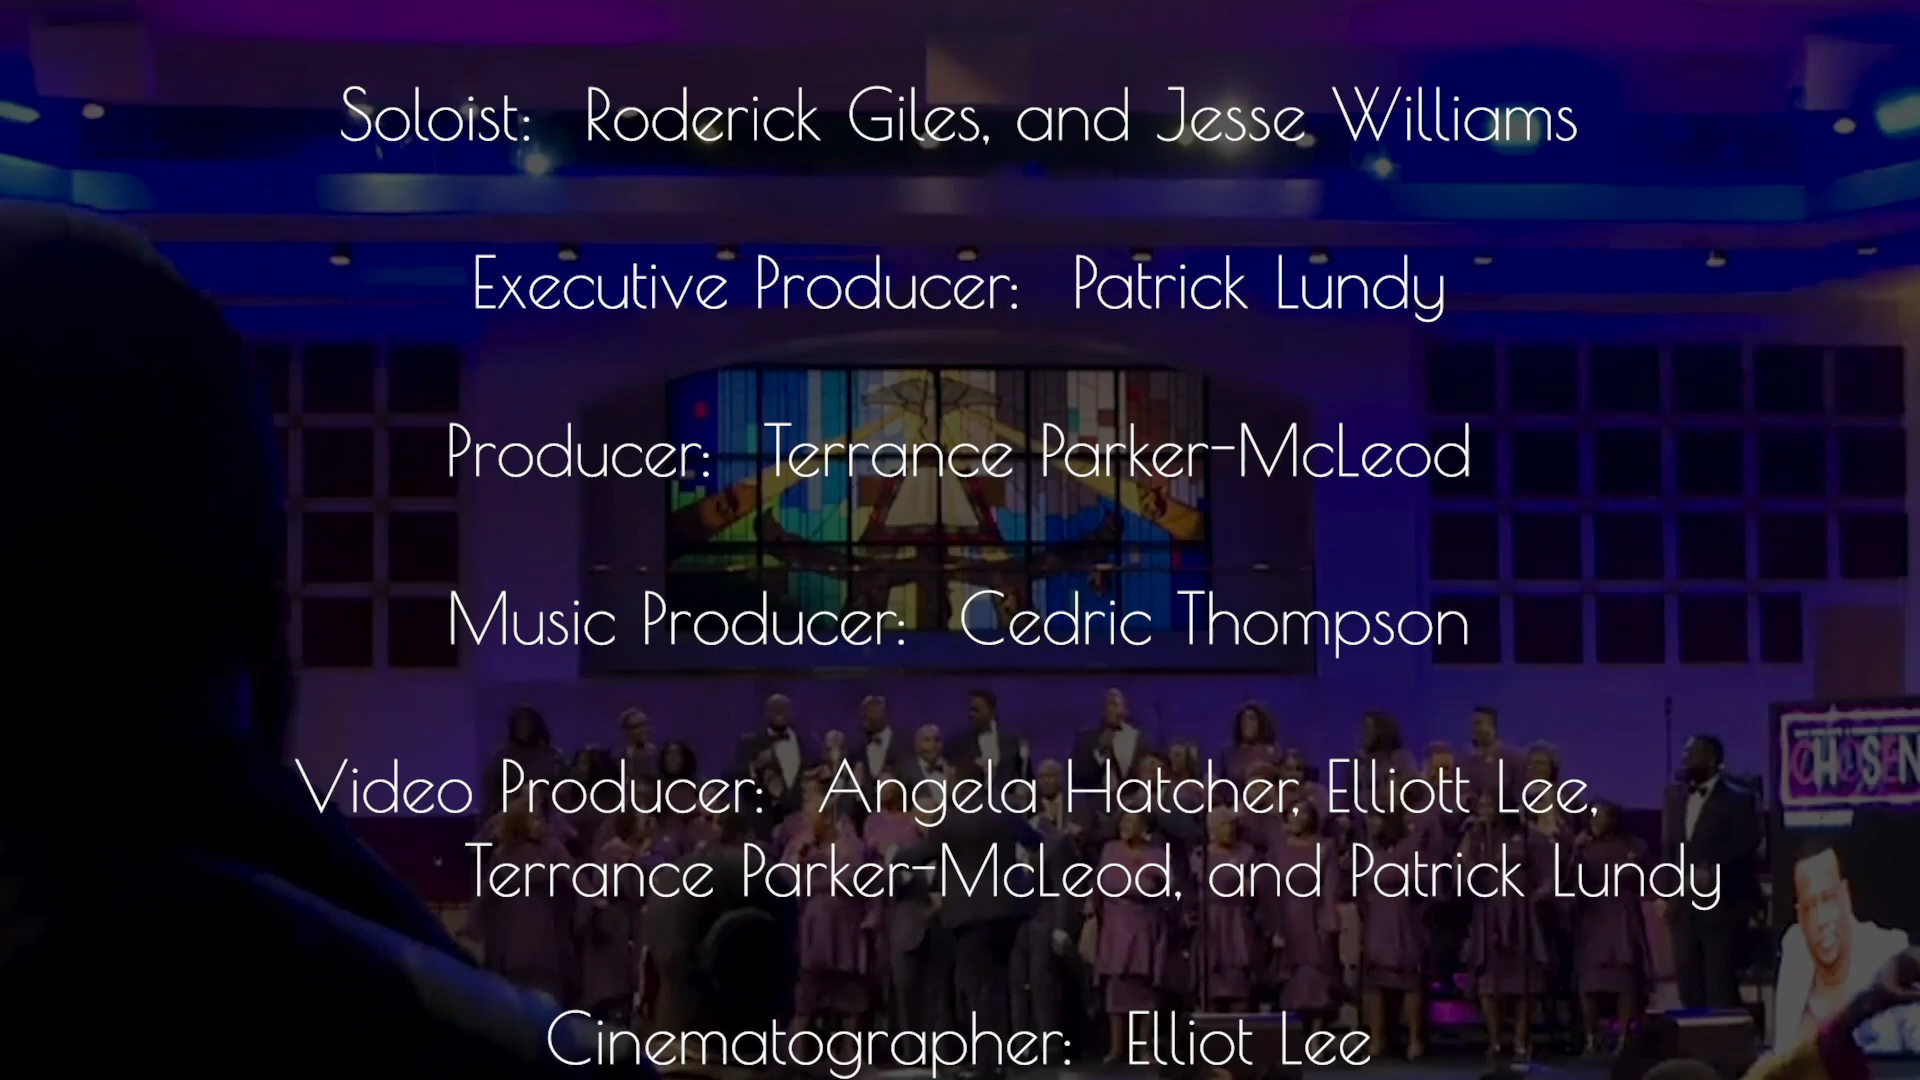 Soloist: Roderick Giles, and Jesse Williams
Executive Producer: Patrick Lundy
Producer: Terrance Parker-McLeod
Music Producer: Cedric Thompson
Video Producer: Angela Hatcher, Elliott Lee,
Terrance Parker-McLeod, and Patrick Lundy
Cinematographer: Elliot Lee